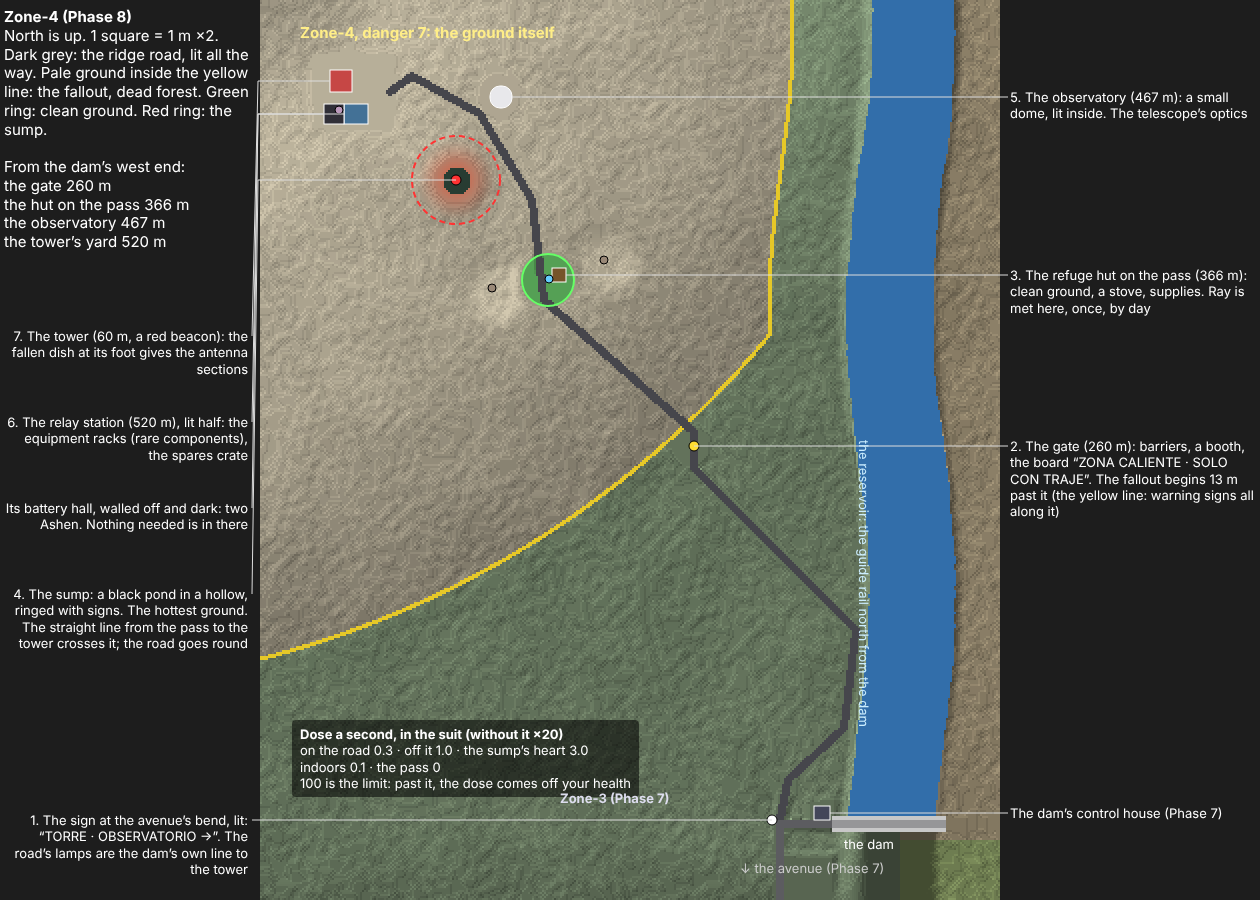 Zone-4 (Phase 8)
North is up. 1 square = 1 m ×2.
Dark grey: the ridge road, lit all the
way. Pale ground inside the yellow
line: the fallout, dead forest. Green
ring: clean ground. Red ring: the
sump.
From the dam's west end:
the gate 260 m
the hut on the pass 366 m
the observatory 467 m
the tower's yard 520 m
Zone-4, danger 7: the ground itself
5. The observatory (467 m): a small
dome, lit inside. The telescope's optics
3. The refuge hut on the pass (366 m):
clean ground, a stove, supplies. Ray is
met here, once, by day
7. The tower (60 m, a red beacon): the
fallen dish at its foot gives the antenna
sections
6. The relay station (520 m), lit half: the
equipment racks (rare components),
the spares crate
2. The gate (260 m): barriers, a booth,
the board “ZONA CALIENTE · SOLO
CON TRAJE”. The fallout begins 13 m
past it (the yellow line: warning signs all
along it)
Its battery hall, walled off and dark: two
Ashen. Nothing needed is in there
the reservoir: the guide rail north from the dam
4. The sump: a black pond in a hollow,
ringed with signs. The hottest ground.
The straight line from the pass to the
tower crosses it; the road goes round
Dose a second, in the suit (without it ×20)
on the road 0.3 · off it 1.0 · the sump's heart 3.0
indoors 0.1 · the pass 0
100 is the limit: past it, the dose comes off your health
Zone-3 (Phase 7)
1. The sign at the avenue's bend, lit:
“TORRE · OBSERVATORIO →”. The
road's lamps are the dam's own line to
the tower
The dam's control house (Phase 7)
the dam
↓ the avenue (Phase 7)